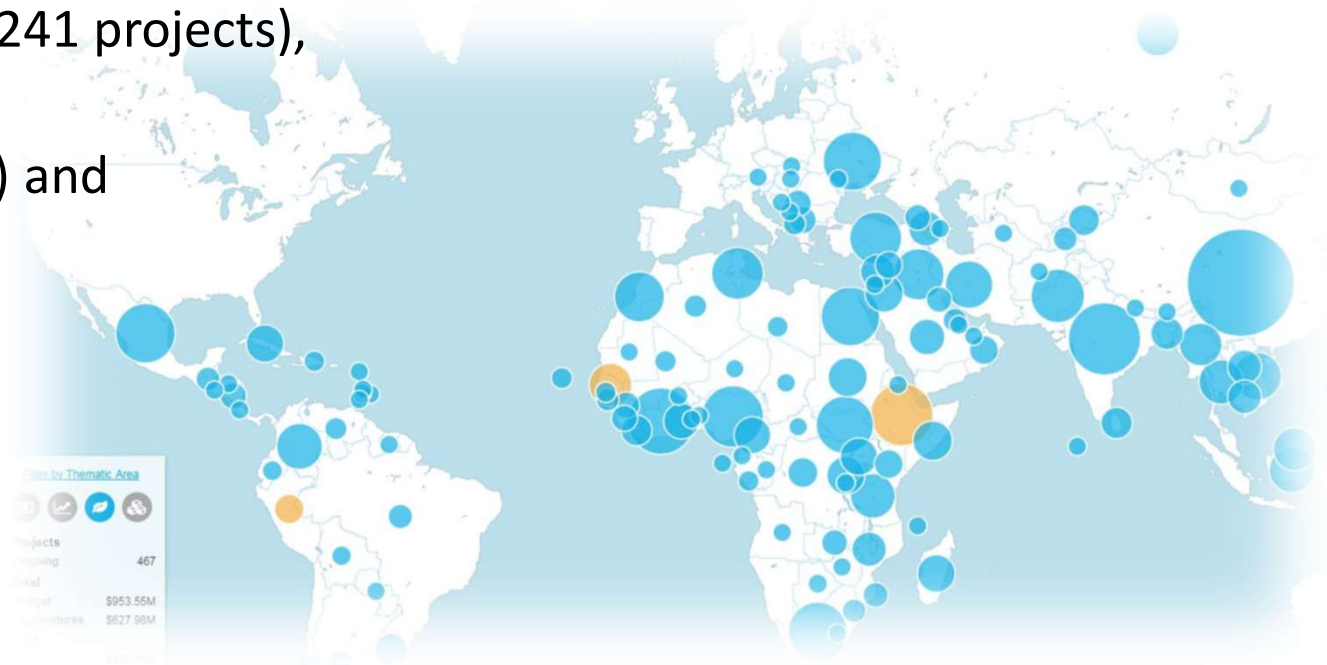 241 projects),
) and
Filter by Thematic Area
Projects
467
Total
$953.55M
$627.98M